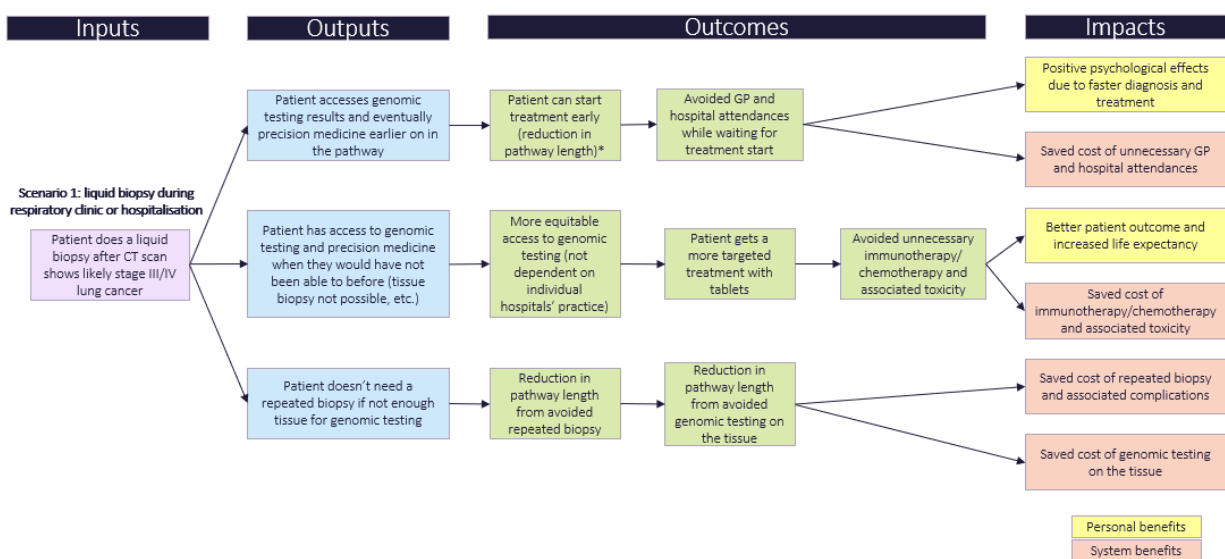 Inputs
Outputs
Outcomes
Impacts
Scenario 1: liquid biopsy during
respiratory clinic or hospitalisation
Patient does a liquid
biopsy after CT scan
shows likely stage III/IV
lung cancer
Patient accesses genomic
testing results and eventually
precision medicine earlier on in
the pathway
Patient can start
treatment early
(reduction in
pathway length)*
Avoided GP and
hospital attendances
while waiting for
treatment start
Positive psychological effects
due to faster diagnosis and
treatment
Saved cost of unnecessary GP
and hospital attendances
Patient has access to genomic
testing and precision medicine
when they would have not
been able to before (tissue
biopsy not possible, etc.)
More equitable
access to genomic
testing (not
dependent on
individual
hospitals’ practice)
Patient gets a
more targeted
treatment with
tablets
Avoided unnecessary
immunotherapy/
chemotherapy and
associated toxicity
Better patient outcome and
increased life expectancy
Saved cost of
immunotherapy/chemotherapy
and associated toxicity
Patient doesn’t need a
repeated biopsy if not enough
tissue for genomic testing
Reduction in
pathway length
from avoided
repeated biopsy
Reduction in
pathway length
from avoided
genomic testing on
the tissue
Saved cost of repeated biopsy
and associated complications
Saved cost of genomic testing
on the tissue
Personal benefits
System benefits